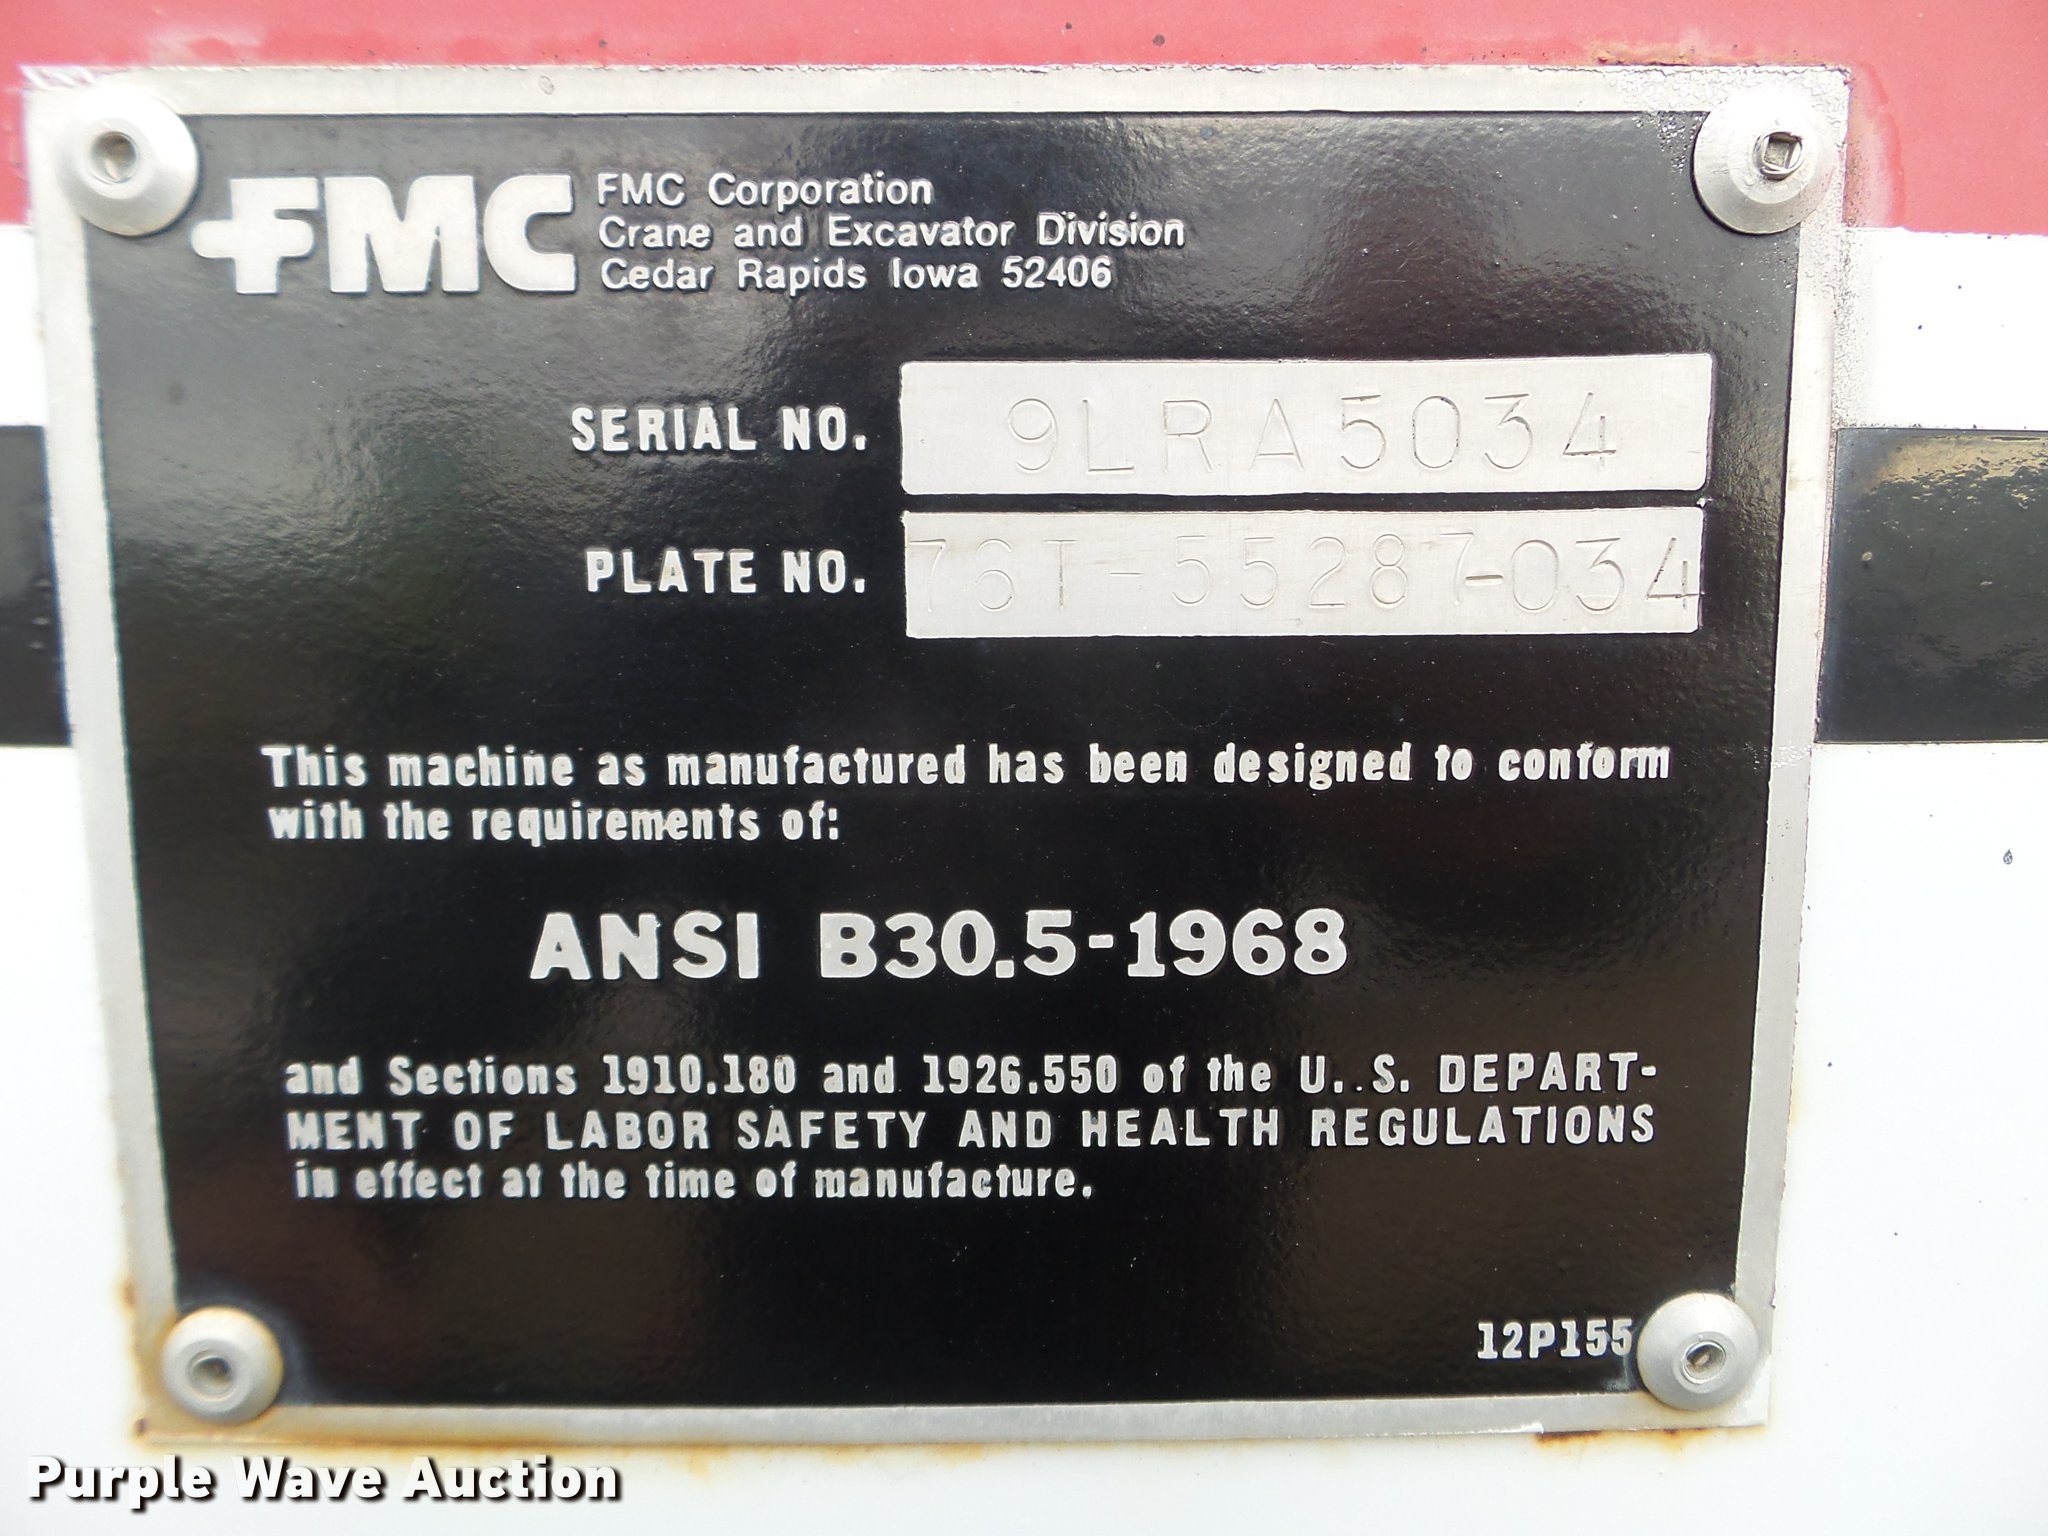 FMC
FMC Corporation
Crane and Excavator Division
Cedar Rapids Iowa 52406
SERIAL NO. 9LRA5034
PLATE NO. 76T-55287-034
This machine as manufactured has been designed to conform
with the requirements of:
ANSI B30.5-1968
and Sections 1910.180 and 1926.550 of the U. S. DEPART-
MENT OF LABOR SAFETY AND HEALTH REGULATIONS
in effect at the time of manufacture.
12P155
Purple Wave Auction